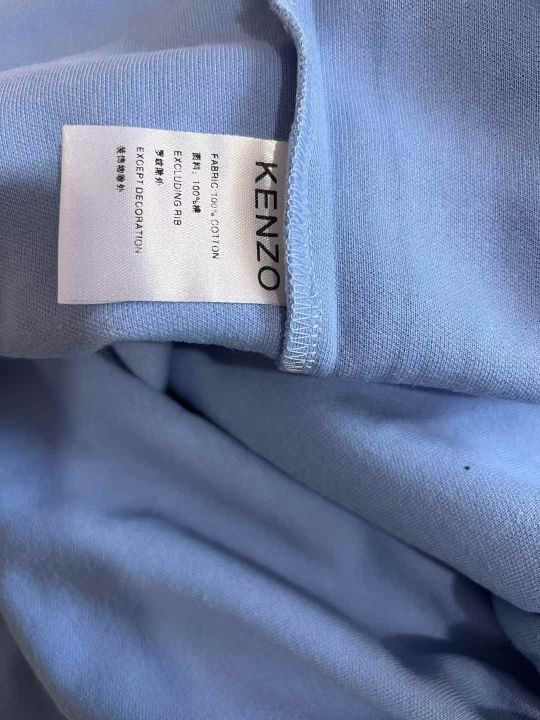 KENZO
FABRIC:100% COTTON
面料：100%棉
EXCLUDING RIB
罗纹除外
EXCEPT DECORATION
装饰物除外